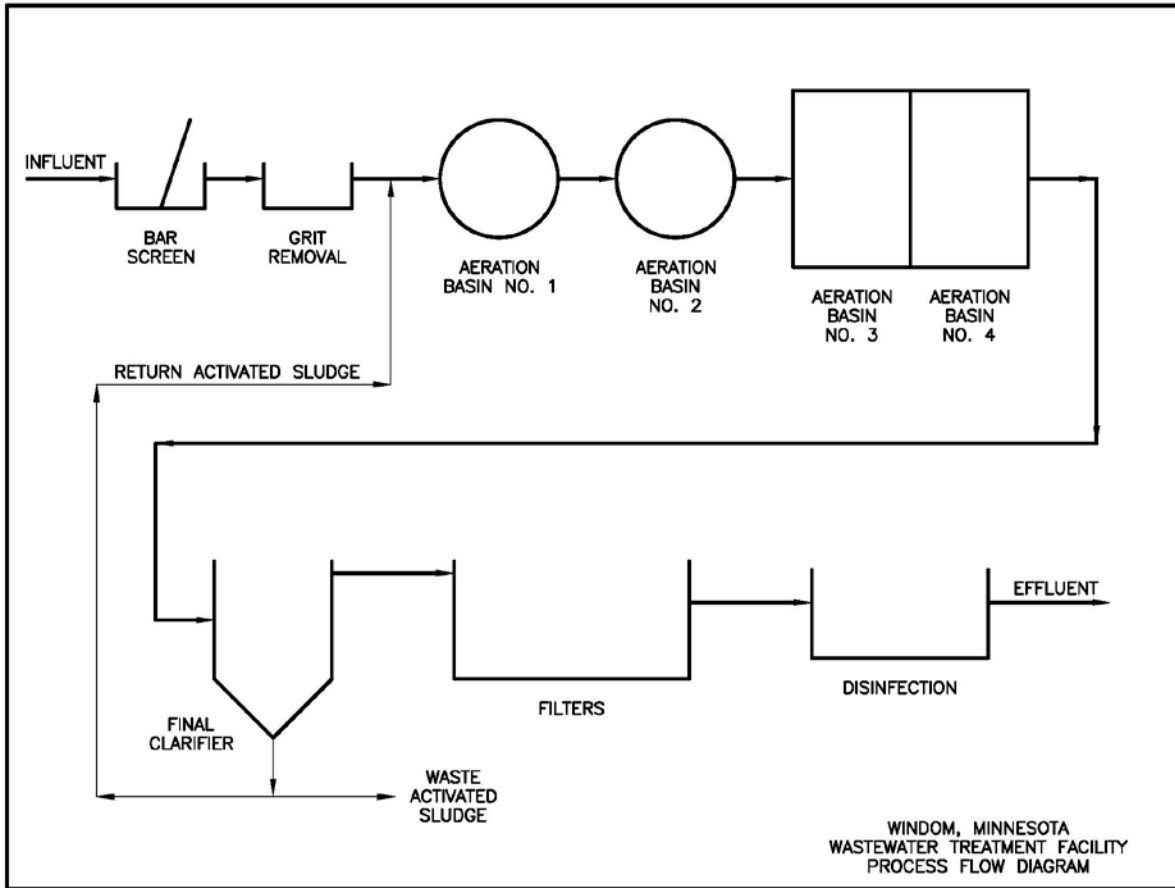 INFLUENT
BAR
SCREEN
GRIT
REMOVAL
AERATION
BASIN NO. 1
AERATION
BASIN
NO. 2
AERATION
BASIN
NO. 3
AERATION
BASIN
NO. 4
RETURN ACTIVATED SLUDGE
FINAL
CLARIFIER
FILTERS
DISINFECTION
EFFLUENT
WASTE
ACTIVATED
SLUDGE
WINDOM, MINNESOTA
WASTEWATER TREATMENT FACILITY
PROCESS FLOW DIAGRAM